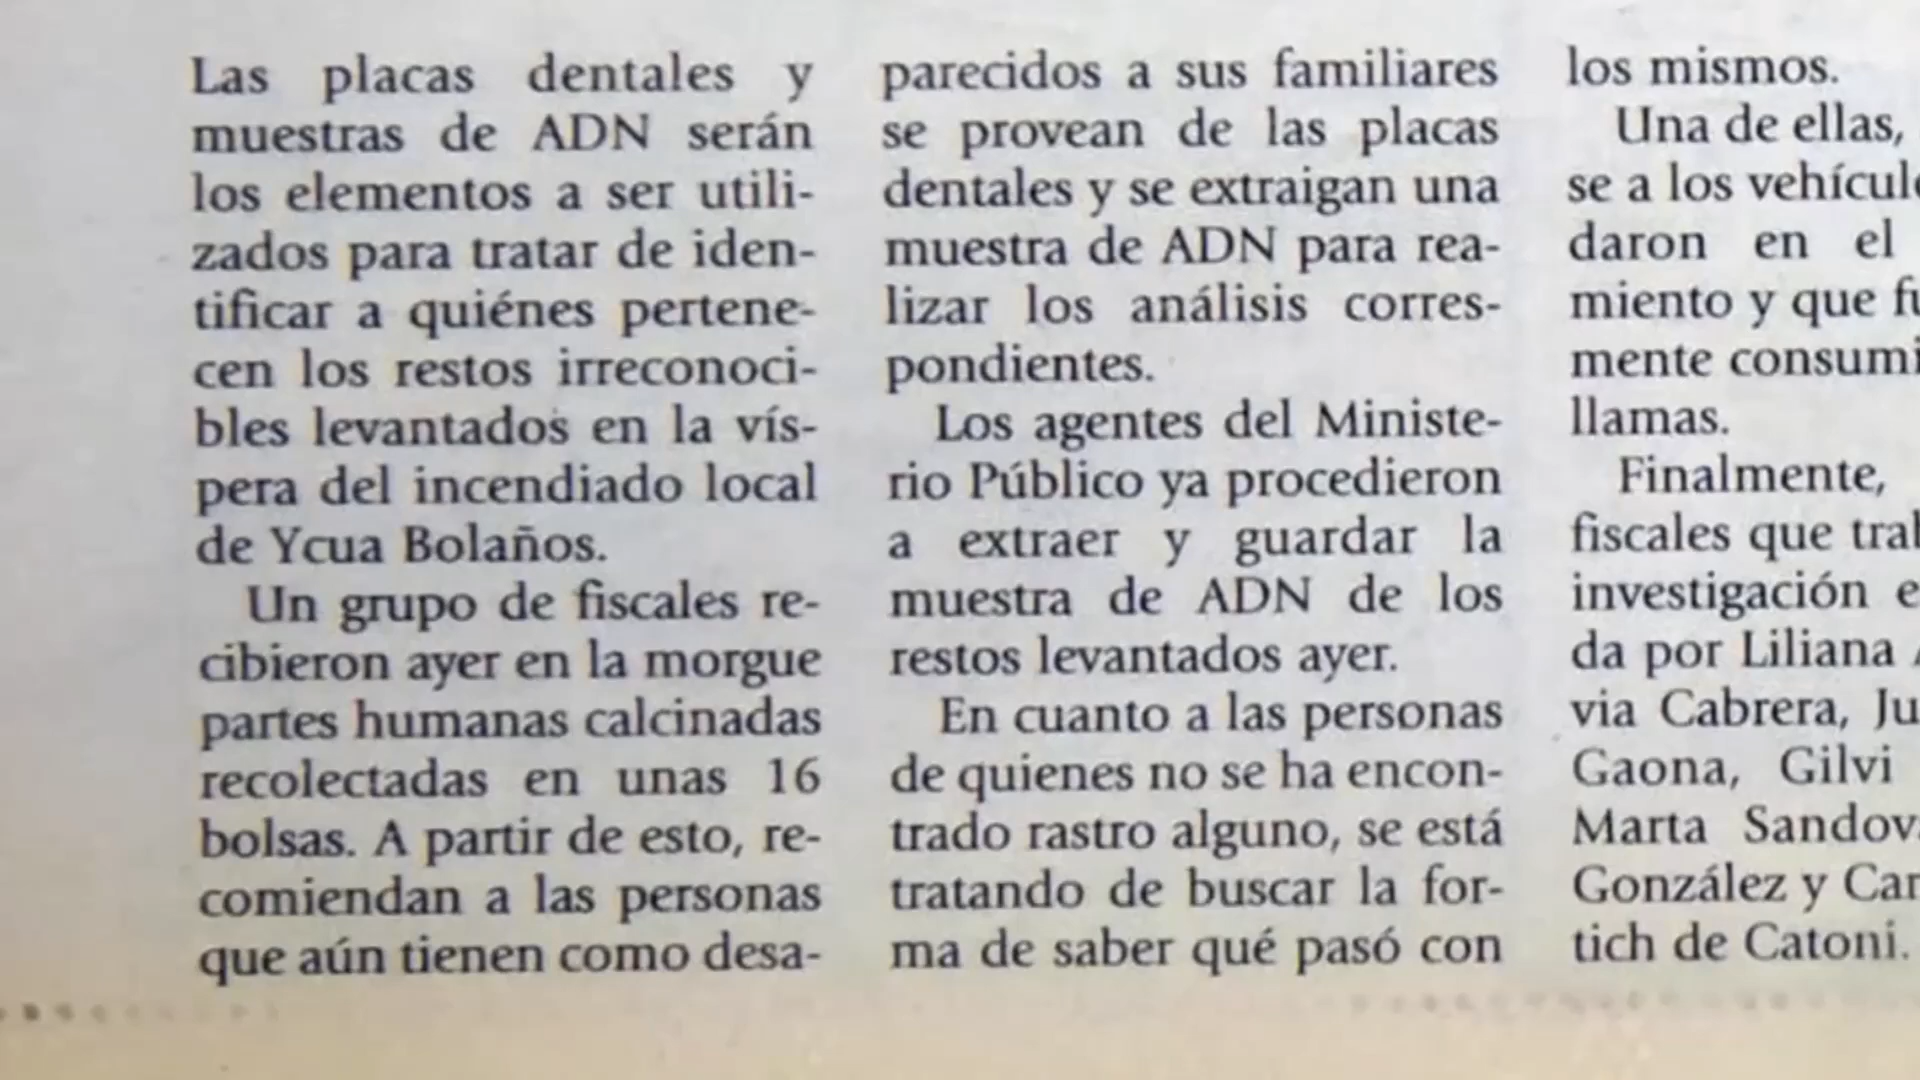 Las placas dentales y
muestras de ADN serán
los elementos a ser utili-
zados para tratar de iden-
tificar a quiénes pertene-
cen los restos irreconoci-
bles levantados en la vís-
pera del incendiado local
de Ycua Bolaños.
Un grupo de fiscales re-
cibieron ayer en la morgue
partes humanas calcinadas
recolectadas en unas 16
bolsas. A partir de esto, re-
comiendan a las personas
que aún tienen como desa-
parecidos a sus familiares
se provean de las placas
dentales y se extraigan una
muestra de ADN para rea-
lizar los análisis corres-
pondientes.
Los agentes del Ministe-
rio Público ya procedieron
a extraer y guardar la
muestra de ADN de los
restos levantados ayer.
En cuanto a las personas
de quienes no se ha encon-
trado rastro alguno, se está
tratando de buscar la for-
ma de saber qué pasó con
los mismos.
Una de ellas,
se a los
daron en el
miento y que
mente
llamas.
Finalmente,
fiscales que
investigación
da por Liliana
via Cabrera,
Gaona, Gilvi
Marta
González y
tich de Catoni.